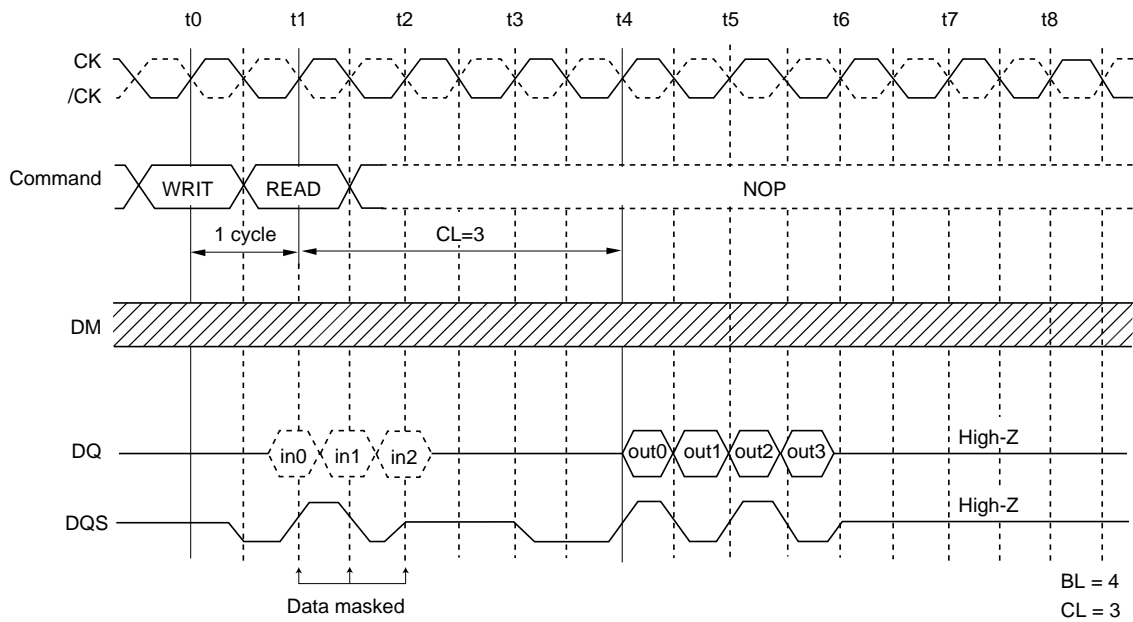 t0 t1 t2 t3 t4 t5 t6 t7 t8
CK
/CK
Command WRIT READ NOP
1 cycle CL=3
DM
DQ in0 in1 in2 out0 out1 out2 out3 High-Z
DQS High-Z
Data masked
BL = 4
CL = 3